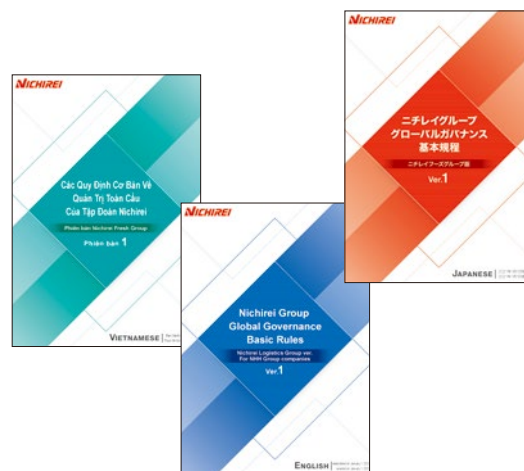 NICHIREI
Các Quy Định Cơ Bản Về
Quản Trị Toàn Cầu
Của Tập Đoàn Nichirei
Phiên bản Nichirei Fresh Group
Phiên bản 1
VIETNAMESE
NICHIREI
Nichirei Group
Global Governance
Basic Rules
Nichirei Logistics Group ver.
For NHH Group companies
Ver.1
ENGLISH
NICHIREI
ニチレイグループ
グローバルガバナンス
基本規程
ニチレイフーズグループ版
Ver.1
JAPANESE